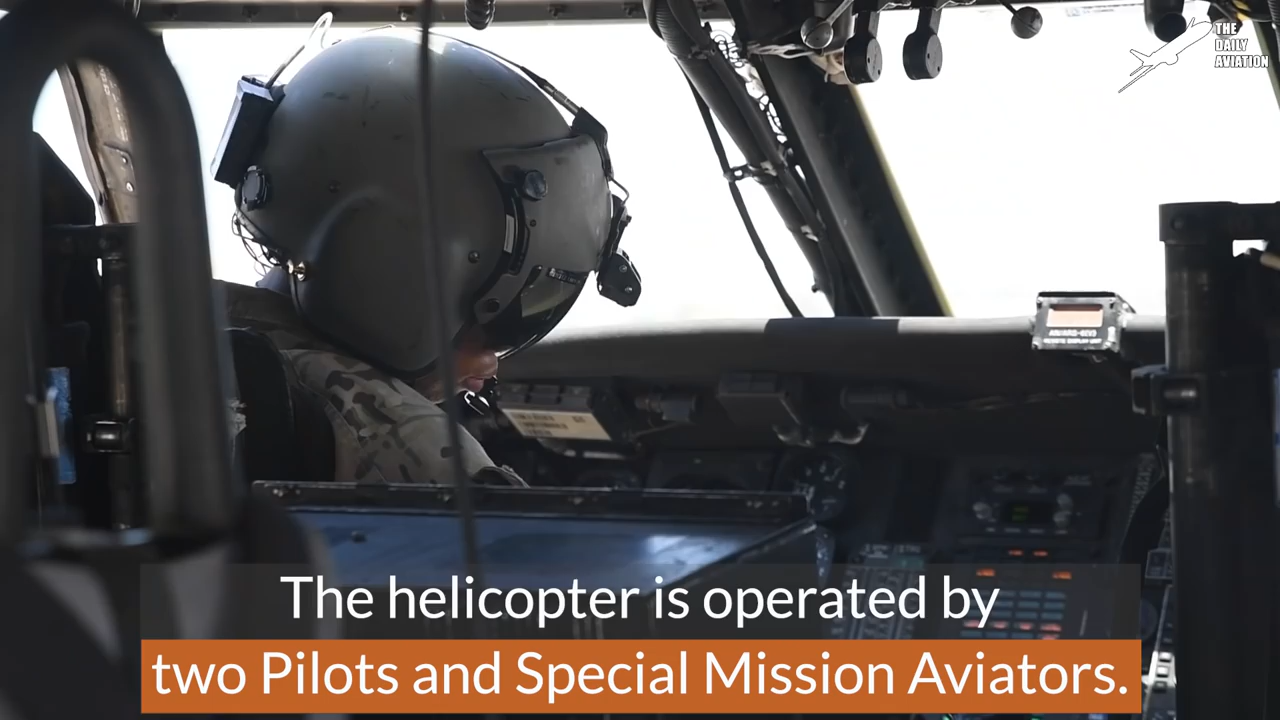 THE
DAILY
AVIATION
The helicopter is operated by
two Pilots and Special Mission Aviators.